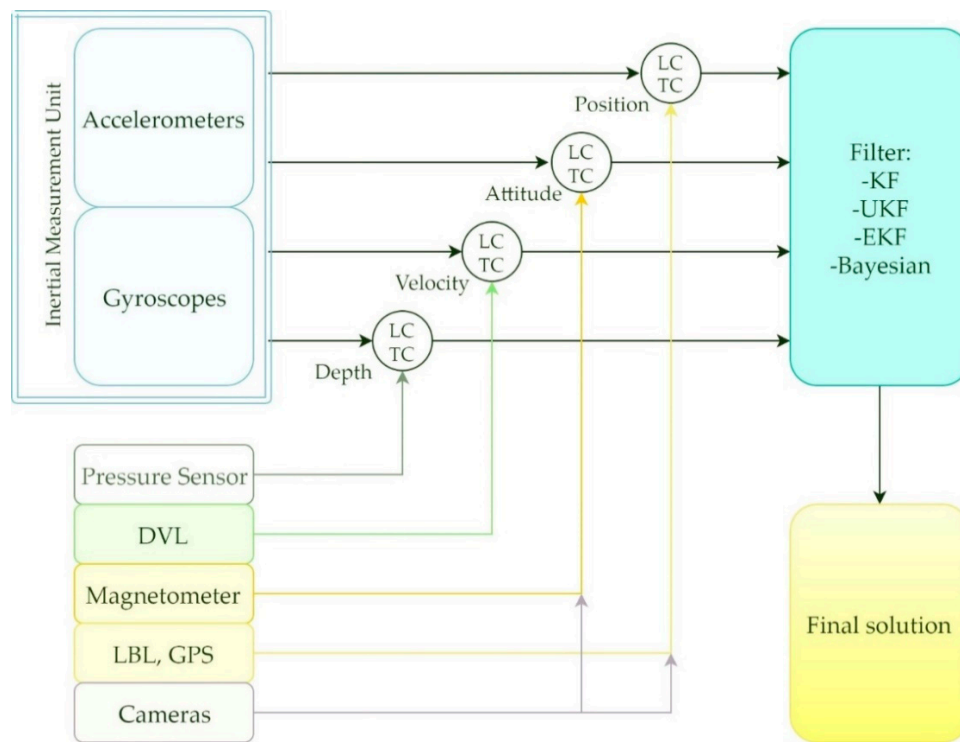 Inertial Measurement Unit
Accelerometers
Gyroscopes
LC
TC
Position
LC
TC
Attitude
LC
TC
Velocity
LC
TC
Depth
Filter:
-KF
-UKF
-EKF
-Bayesian
Pressure Sensor
DVL
Magnetometer
LBL, GPS
Cameras
Final solution